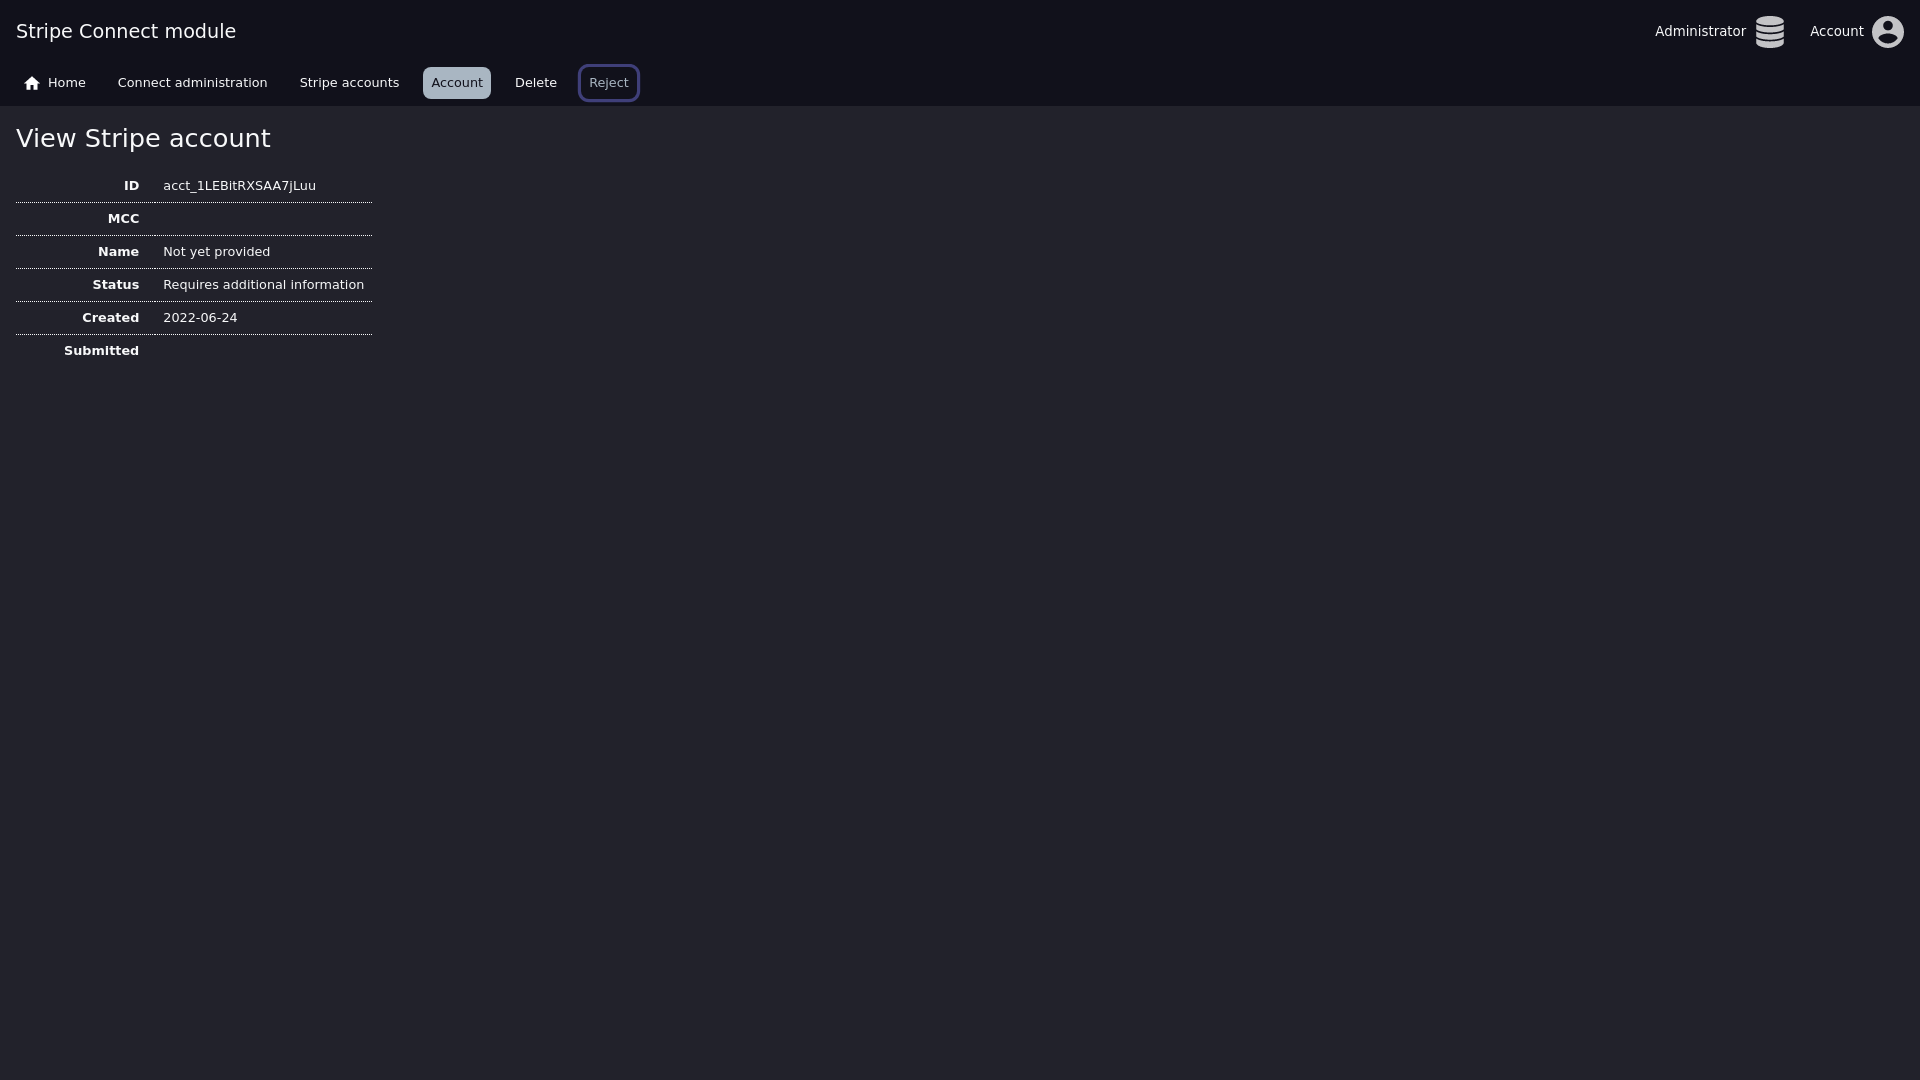 Stripe Connect module
Administrator
Account
Home
Connect administration
Stripe accounts
Account
Delete
Reject
View Stripe account
ID acct_1LEBitRXSAA7jLuu
MCC
Name Not yet provided
Status Requires additional information
Created 2022-06-24
Submitted